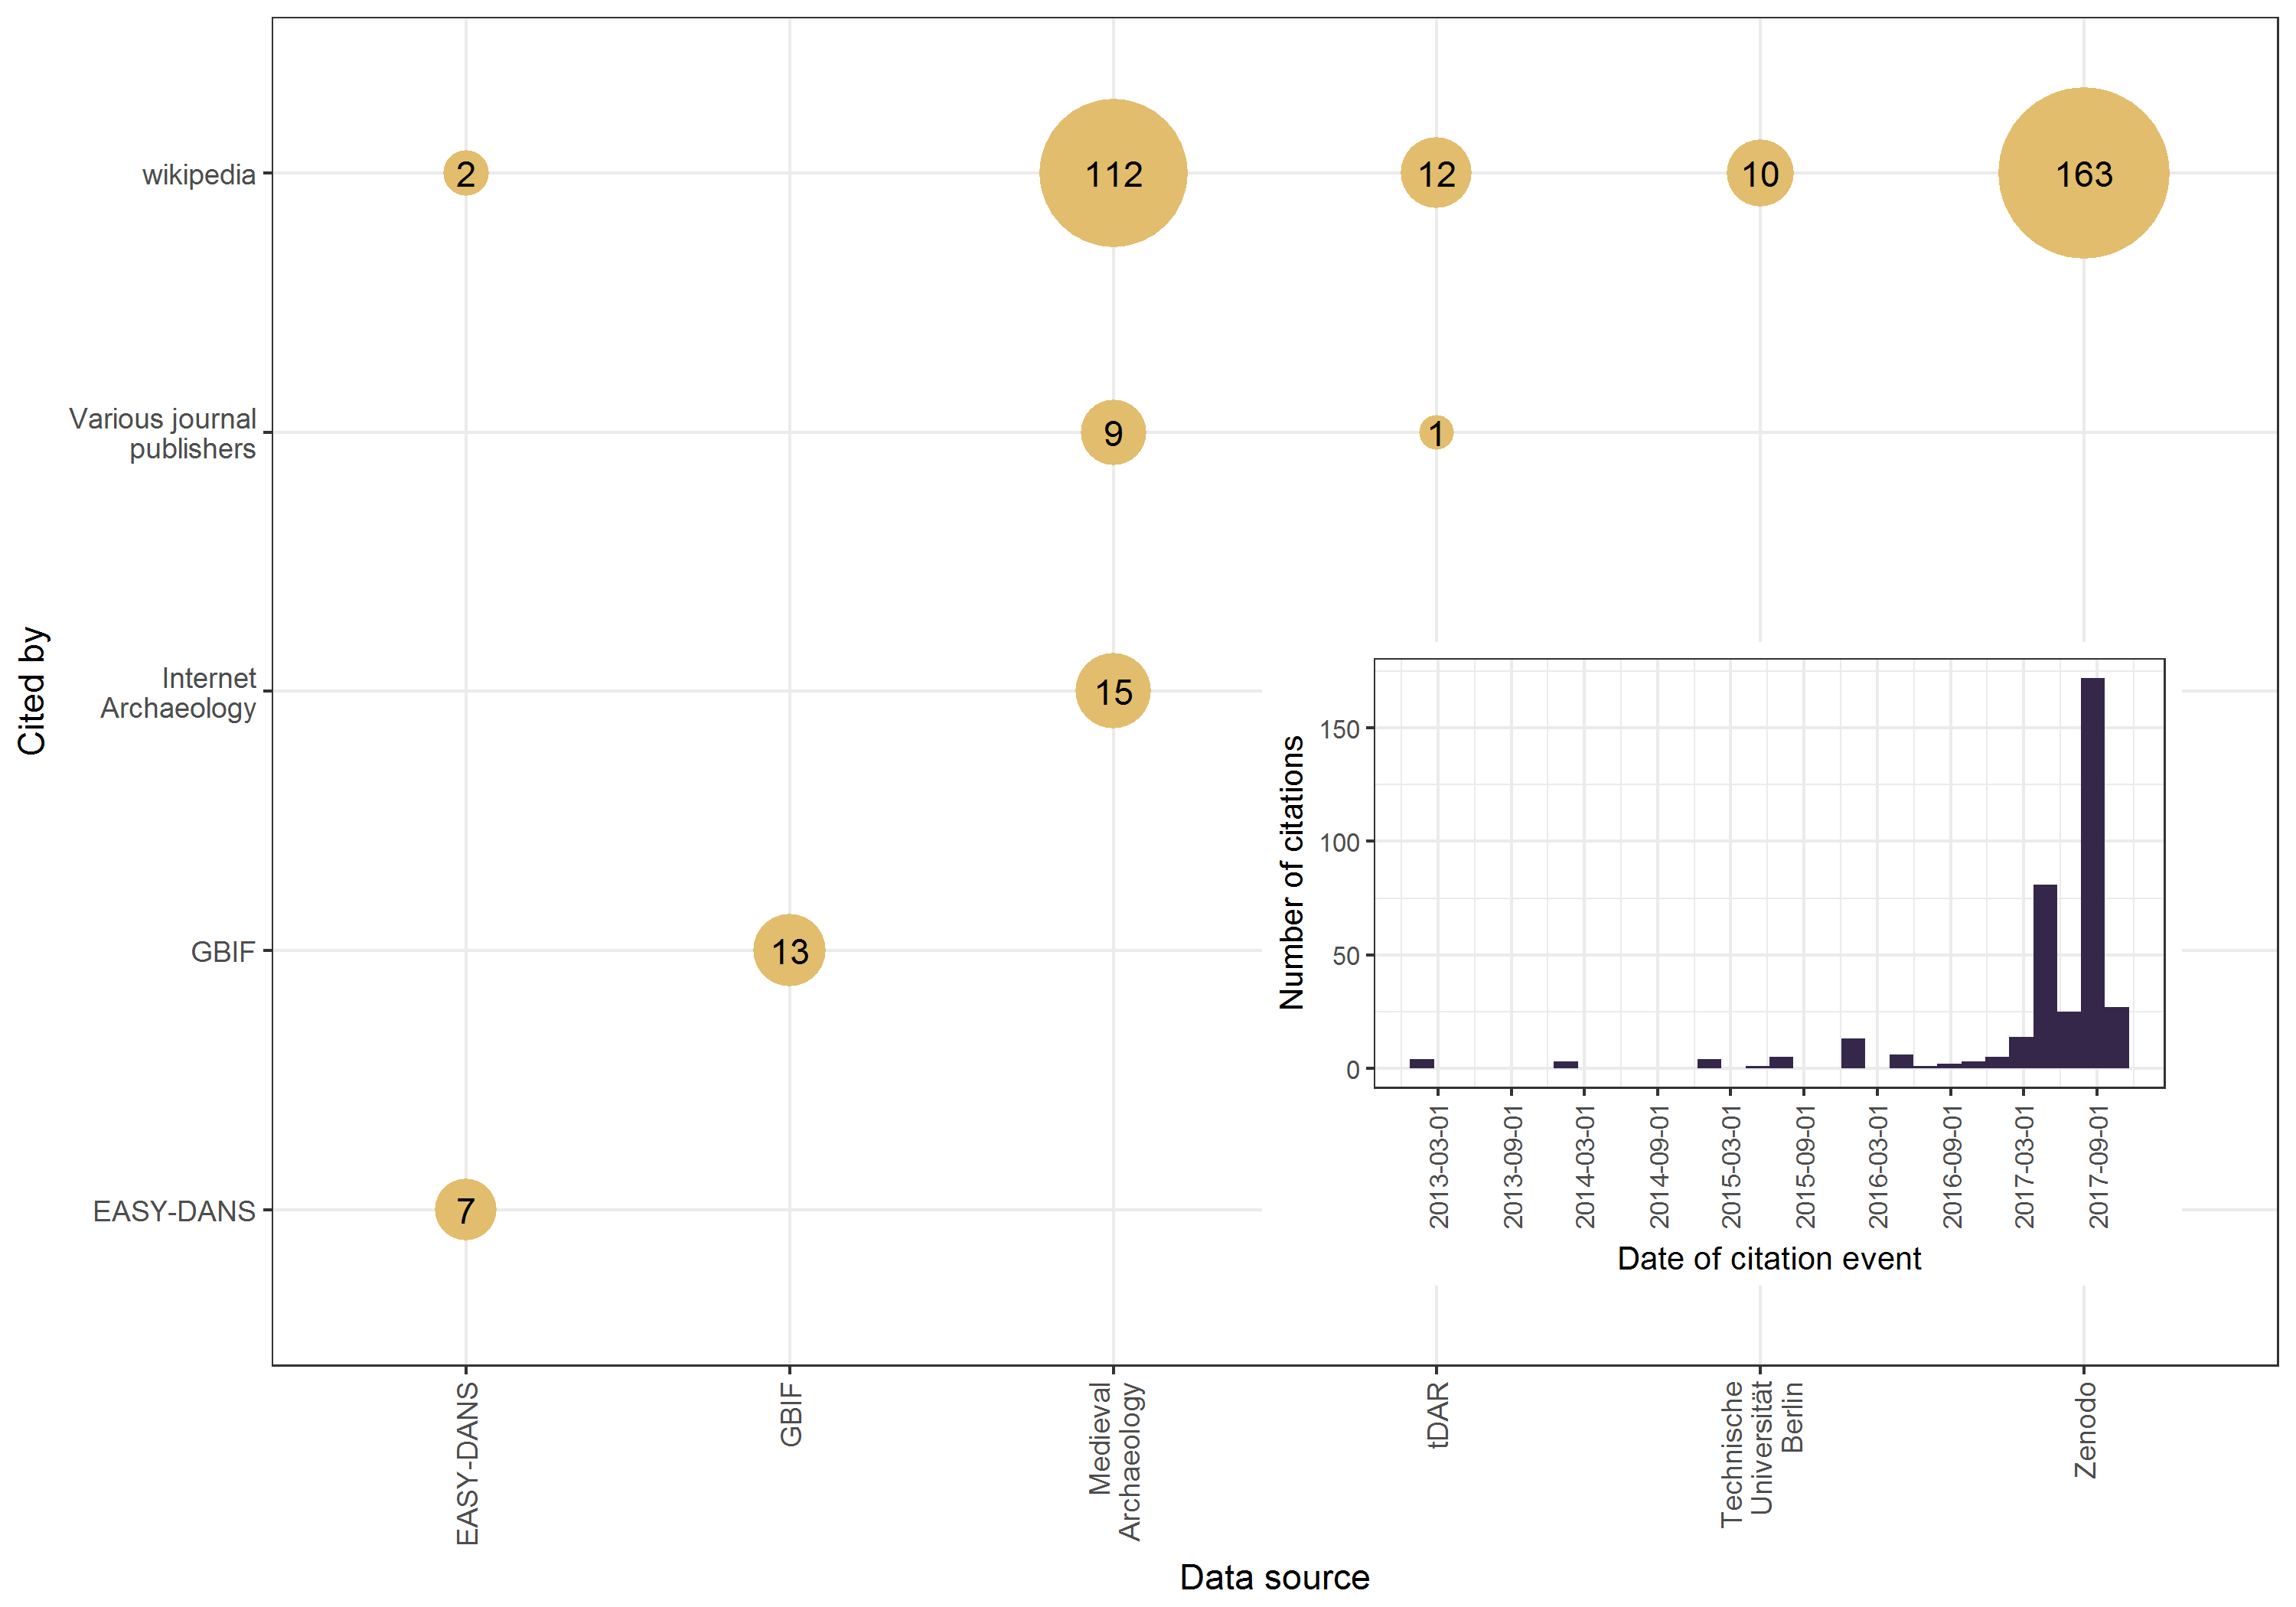 wikipedia
2
112
12
10
163
Various journal
publishers
9
1
Internet
Archaeology
15
GBIF
13
EASY-DANS
7
Cited by
EASY-DANS
GBIF
Medieval
Archaeology
tDAR
Technische
Universität
Berlin
Zenodo
Data source
Number of citations
150
100
50
0
2013-03-01
2013-09-01
2014-03-01
2014-09-01
2015-03-01
2015-09-01
2016-03-01
2016-09-01
2017-03-01
2017-09-01
Date of citation event